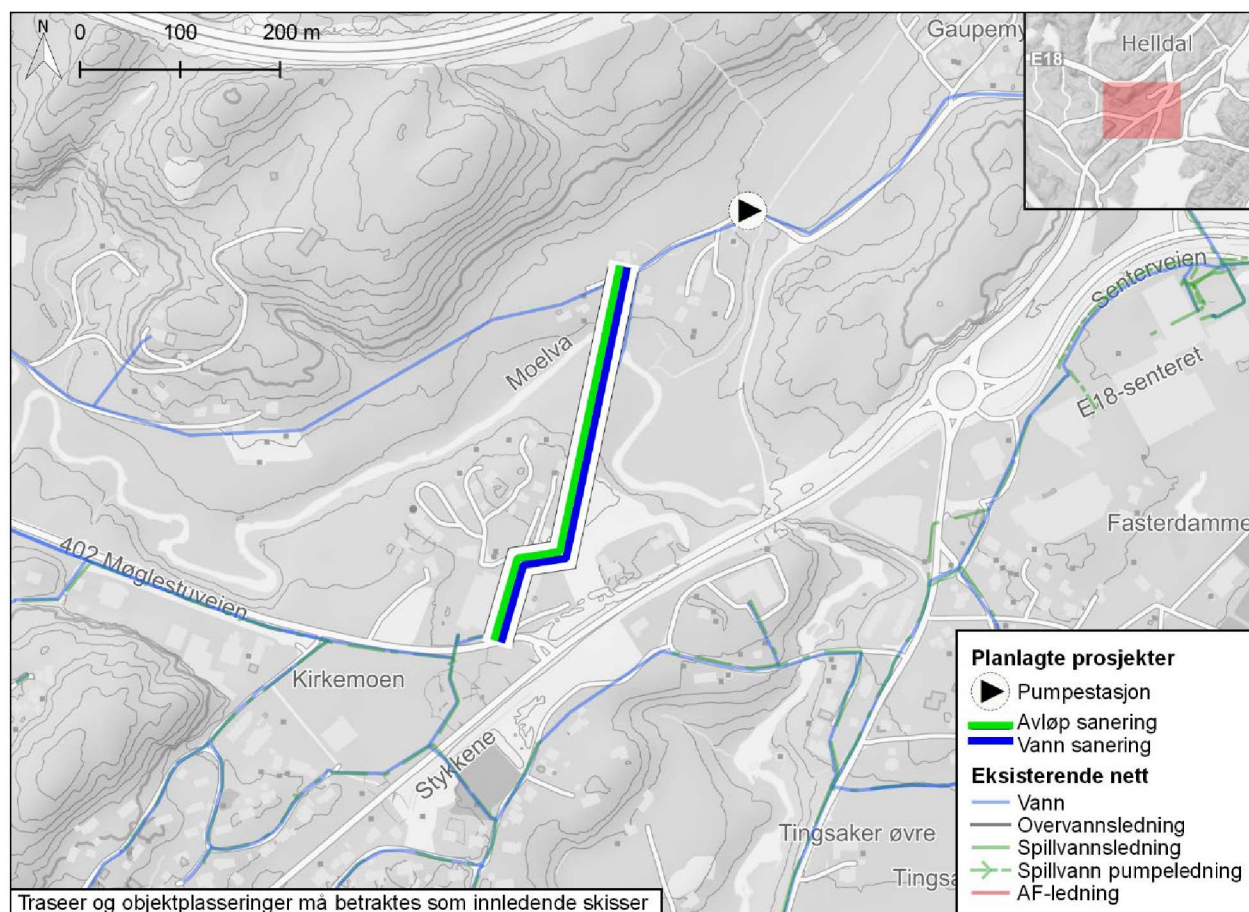 N
0 100 200 m
Gaupemy
Helldal
E18
Senterveien
E18-senteret
Moelva
Fasterdamme
402 Møglestuveien
Kirkemoen
Stykkene
Tingsaker øvre
Tingsa
Planlagte prosjekter
Pumpestasjon
Avløp sanering
Vann sanering
Eksisterende nett
Vann
Overvannsledning
Spillvannsledning
Spillvann pumpeledning
AF-ledning
Traseer og objektplasseringer må betraktes som innledende skisser